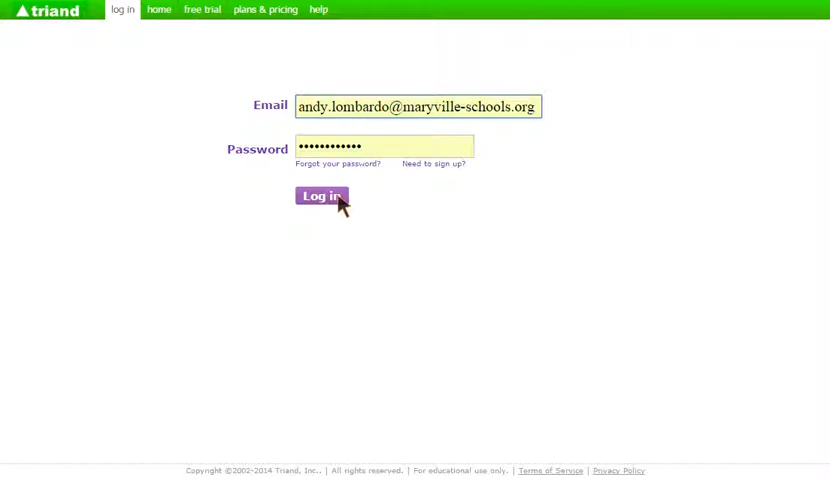 triand log in home free trial plans & pricing help
Email andy.lombardo@maryville-schools.org
Password ••••••••••••
Forgot your password? Need to sign up?
Log in
Copyright ©2002-2014 Triand, Inc.. | All rights reserved. | For educational use only. | Terms of Service | Privacy Policy